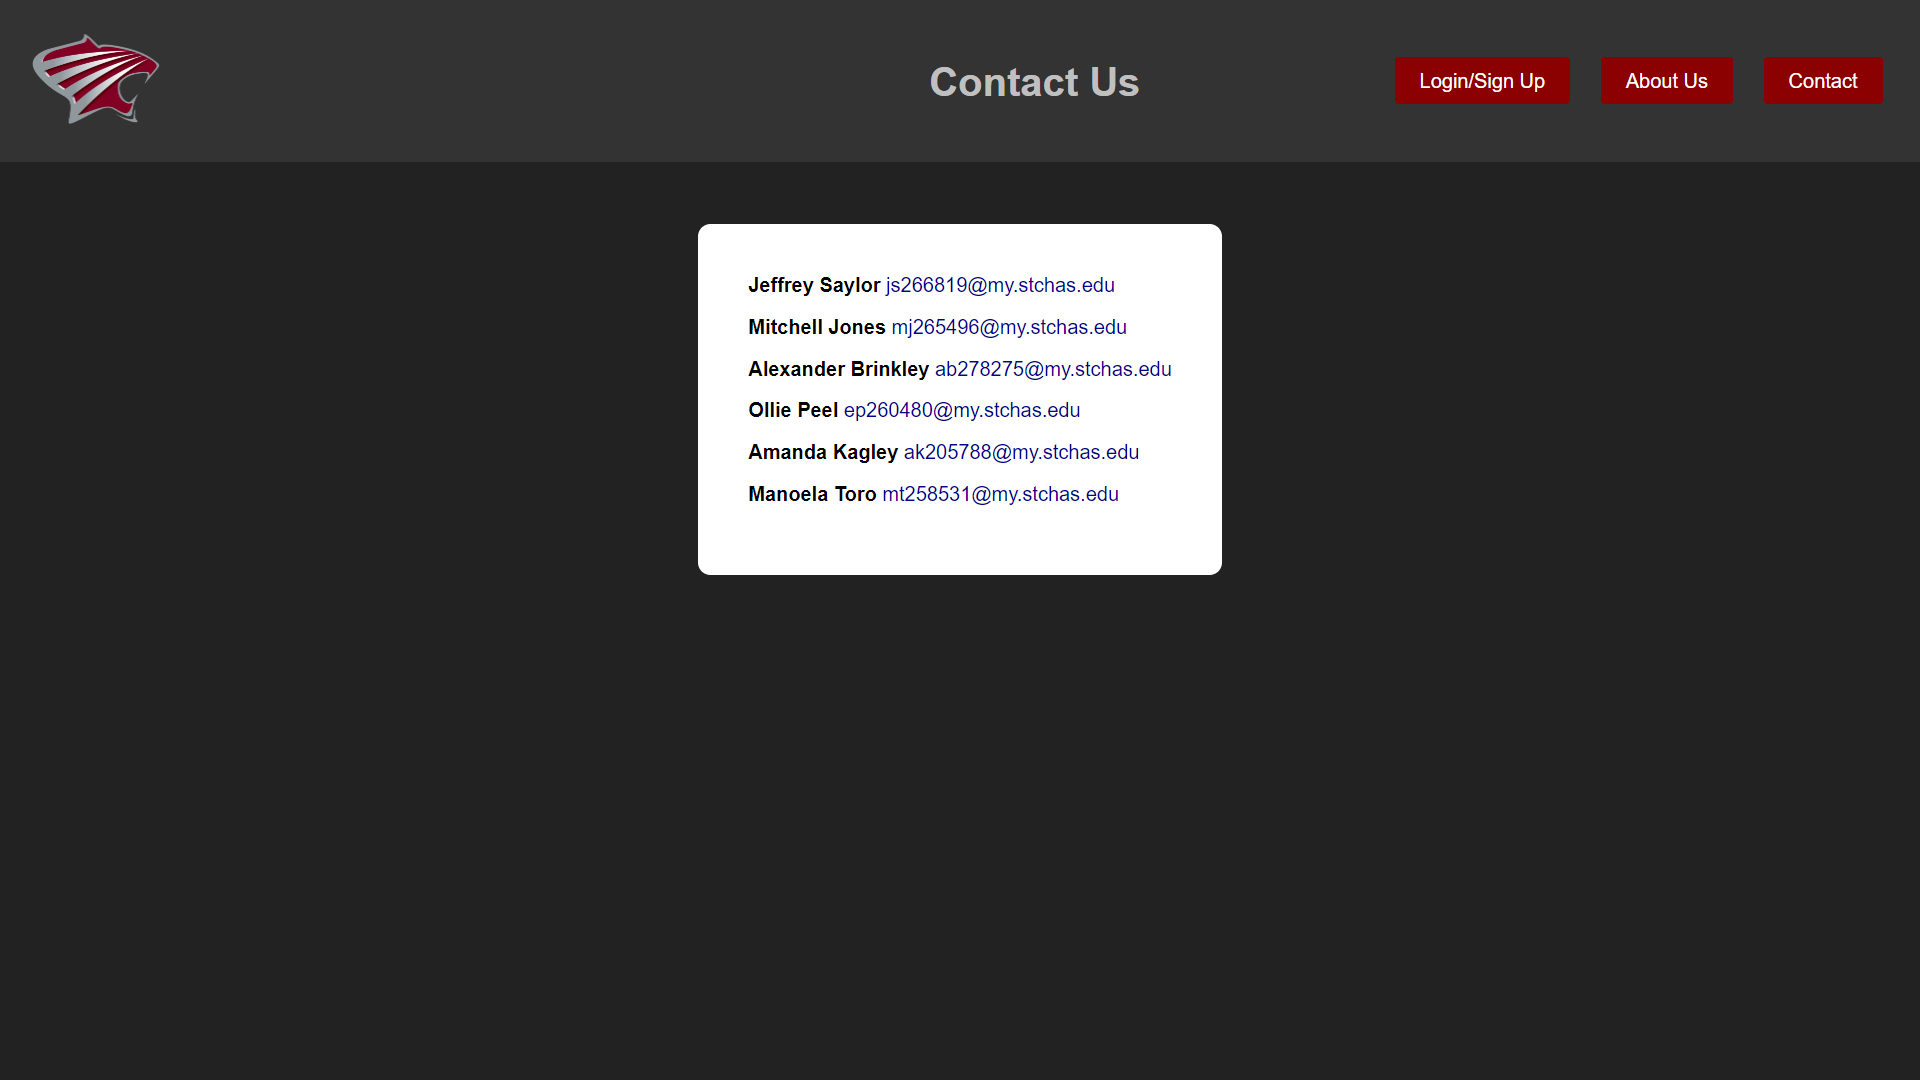 Contact Us
Login/Sign Up
About Us
Contact
Jeffrey Saylor js266819@my.stchas.edu
Mitchell Jones mj265496@my.stchas.edu
Alexander Brinkley ab278275@my.stchas.edu
Ollie Peel ep260480@my.stchas.edu
Amanda Kagley ak205788@my.stchas.edu
Manoela Toro mt258531@my.stchas.edu